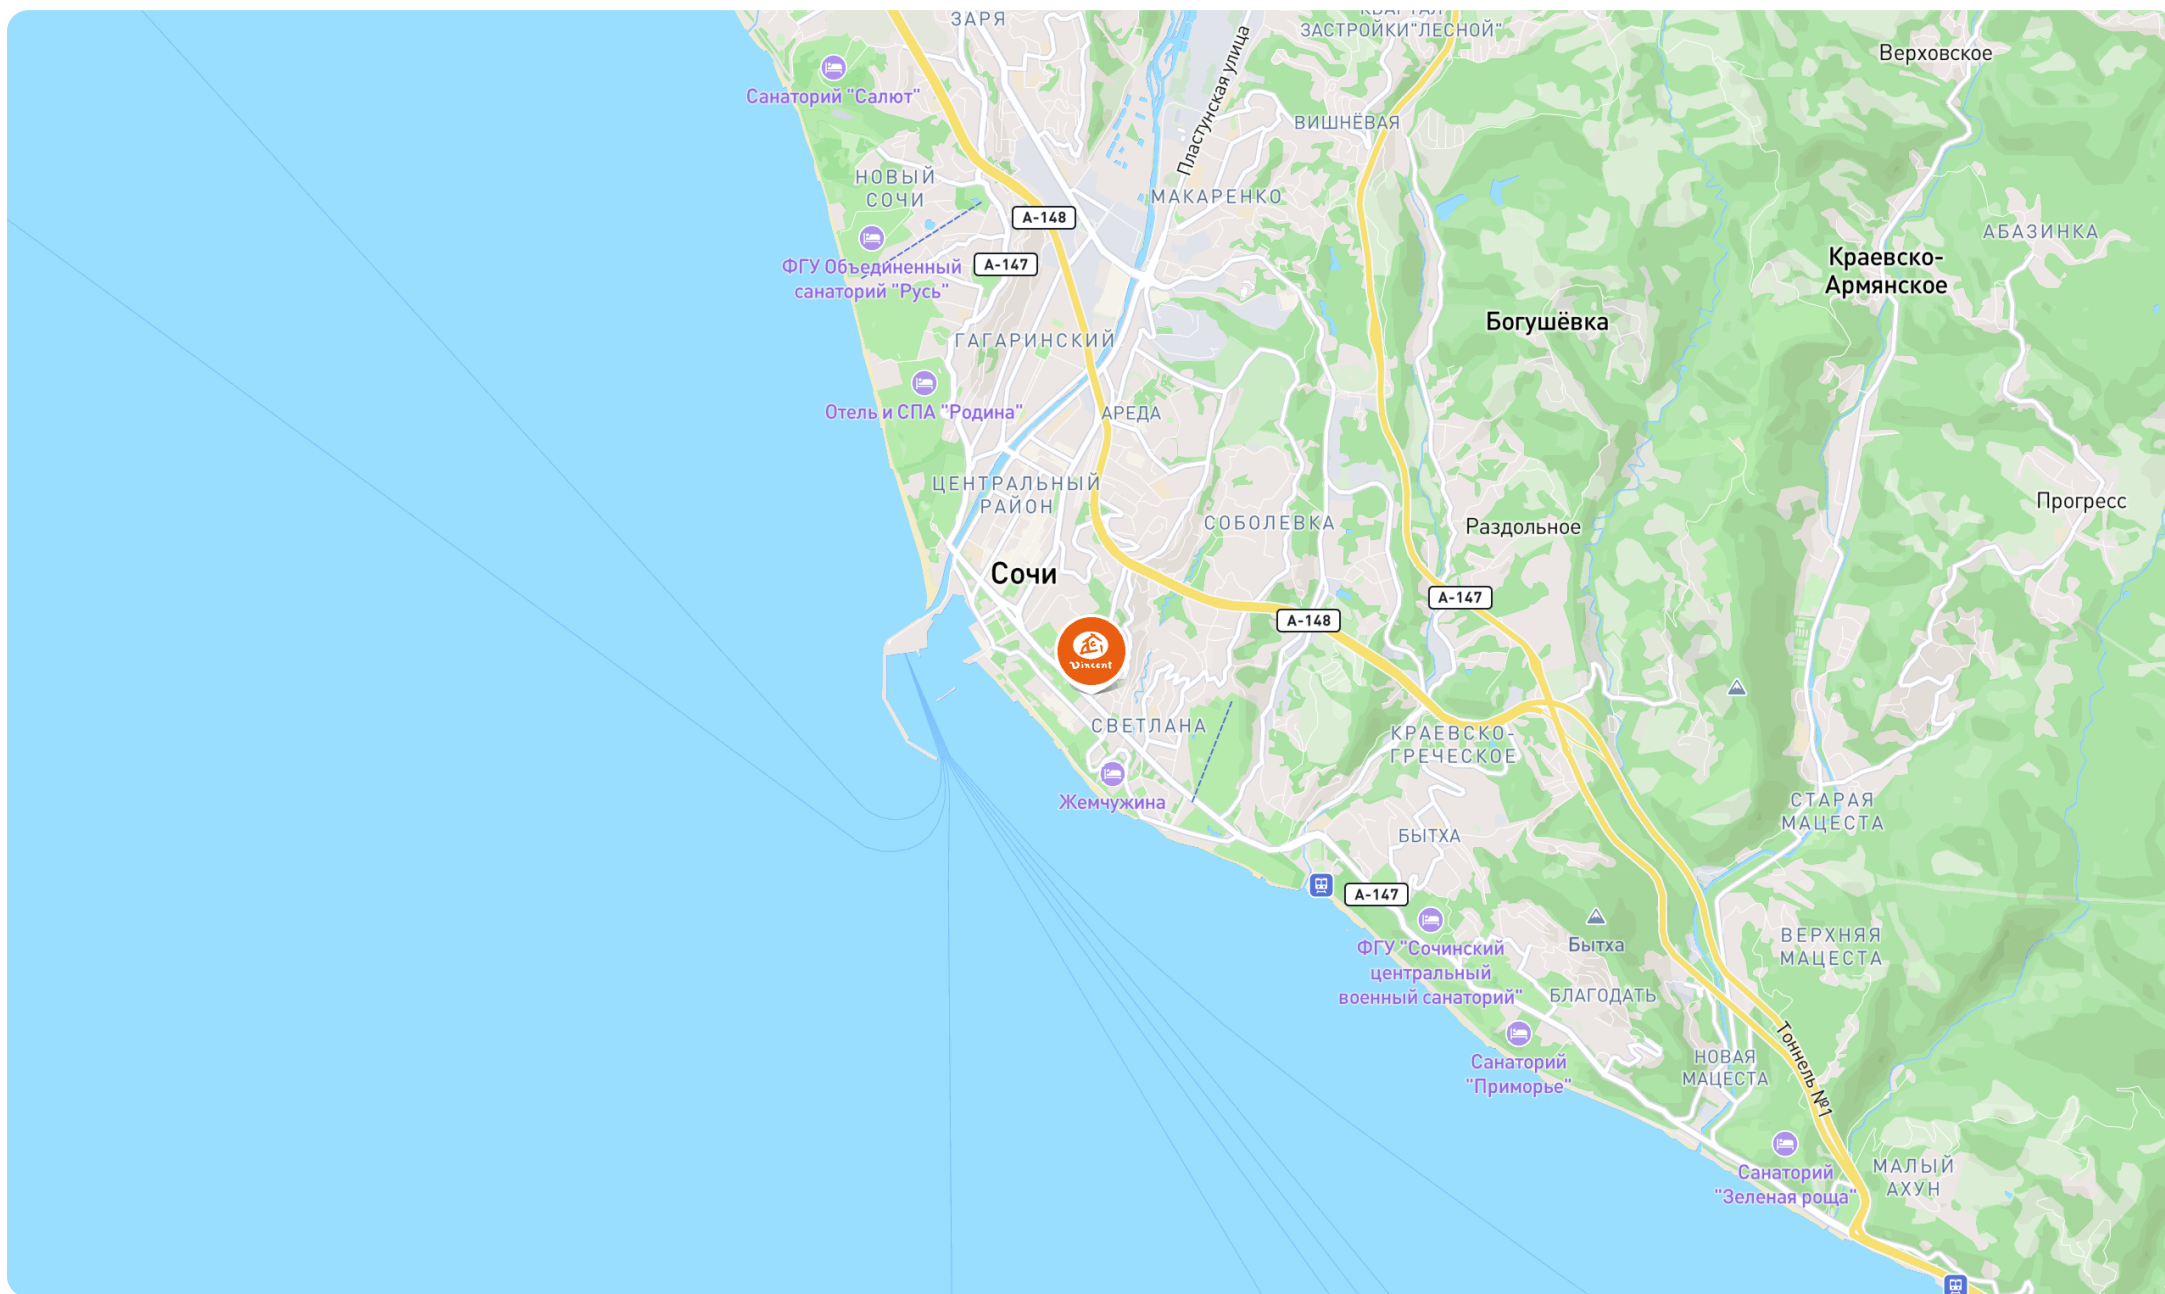 ЗАРЯ
КВАРТАЛ
ЗАСТРОЙКИ"ЛЕСНОЙ"
Верховское
Санаторий "Салют"
Пластунская улица
ВИШНЁВАЯ
НОВЫЙ
СОЧИ
МАКАРЕНКО
А-148
АБАЗИНКА
ФГУ Объединенный
санаторий "Русь"
А-147
Краевско-
Армянское
Богушёвка
ГАГАРИНСКИЙ
Отель и СПА "Родина"
АРЕДА
ЦЕНТРАЛЬНЫЙ
РАЙОН
СОБОЛЕВКА
Раздольное
Прогресс
Сочи
А-147
А-148
Vincent
СВЕТЛАНА
КРАЕВСКО-
ГРЕЧЕСКОЕ
Жемчужина
СТАРАЯ
МАЦЕСТА
БЫТХА
А-147
ФГУ "Сочинский
центральный
военный санаторий"
Бытха
ВЕРХНЯЯ
МАЦЕСТА
БЛАГОДАТЬ
Санаторий
"Приморье"
НОВАЯ
МАЦЕСТА
Тоннель №1
Санаторий
"Зеленая роща"
МАЛЫЙ
АХУН